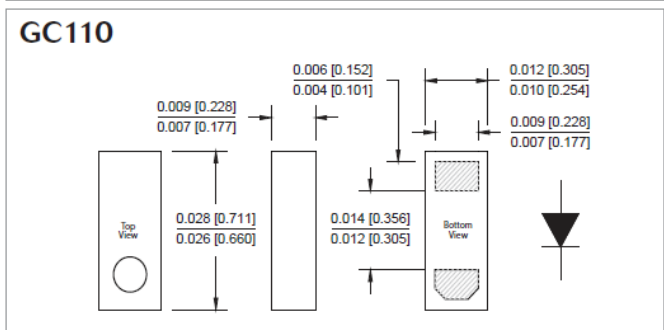 GC110
0.006 [0.152]
0.004 [0.101]
0.012 [0.305]
0.010 [0.254]
0.009 [0.228]
0.007 [0.177]
0.009 [0.228]
0.007 [0.177]
Top
View
0.028 [0.711]
0.026 [0.660]
0.014 [0.356]
0.012 [0.305]
Bottom
View